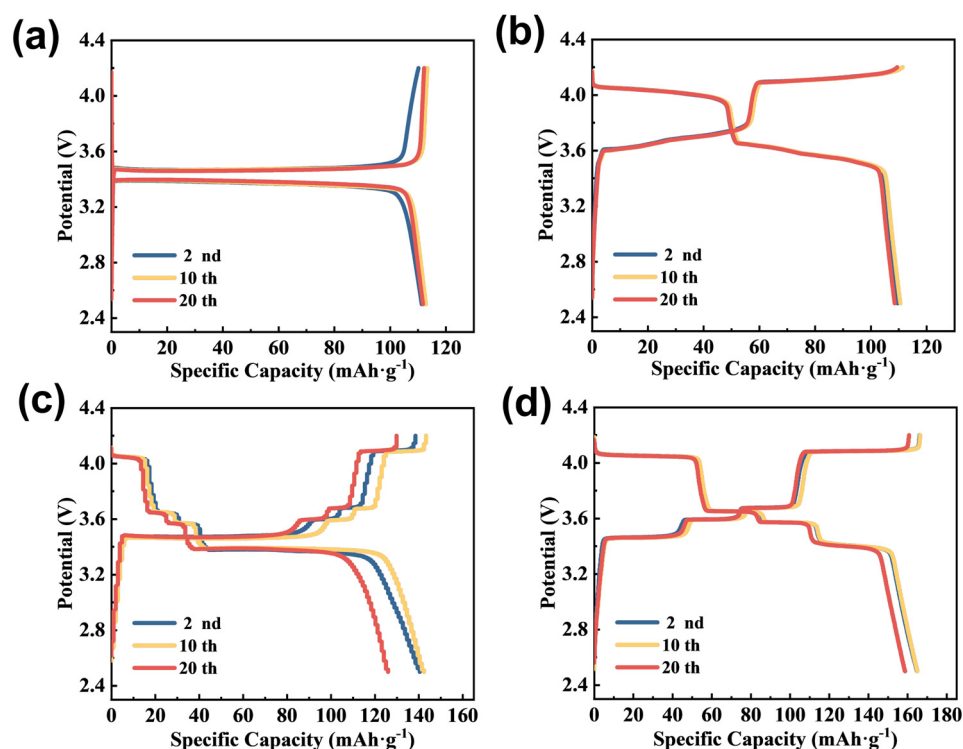 (a)
4.4
4.0
3.6
3.2
2.8
2.4
Potential (V)
2 nd
10 th
20 th
0 20 40 60 80 100 120
Specific Capacity (mAh·g⁻¹)
(b)
4.4
4.0
3.6
3.2
2.8
2.4
Potential (V)
2 nd
10 th
20 th
0 20 40 60 80 100 120
Specific Capacity (mAh·g⁻¹)
(c)
4.4
4.0
3.6
3.2
2.8
2.4
Potential (V)
2 nd
10 th
20 th
0 20 40 60 80 100 120 140 160
Specific Capacity (mAh·g⁻¹)
(d)
4.4
4.0
3.6
3.2
2.8
2.4
Potential (V)
2 nd
10 th
20 th
0 20 40 60 80 100 120 140 160 185
Specific Capacity (mAh·g⁻¹)